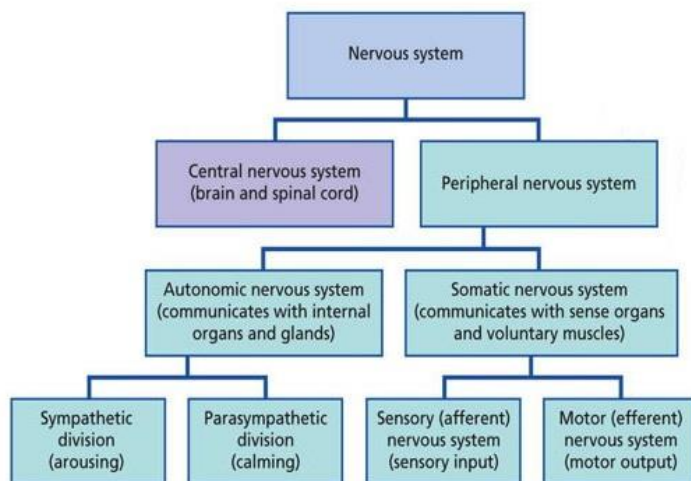 Nervous system
Central nervous system
(brain and spinal cord)
Peripheral nervous system
Autonomic nervous system
(communicates with internal
organs and glands)
Somatic nervous system
(communicates with sense organs
and voluntary muscles)
Sympathetic
division
(arousing)
Parasympathetic
division
(calming)
Sensory (afferent)
nervous system
(sensory input)
Motor (efferent)
nervous system
(motor output)